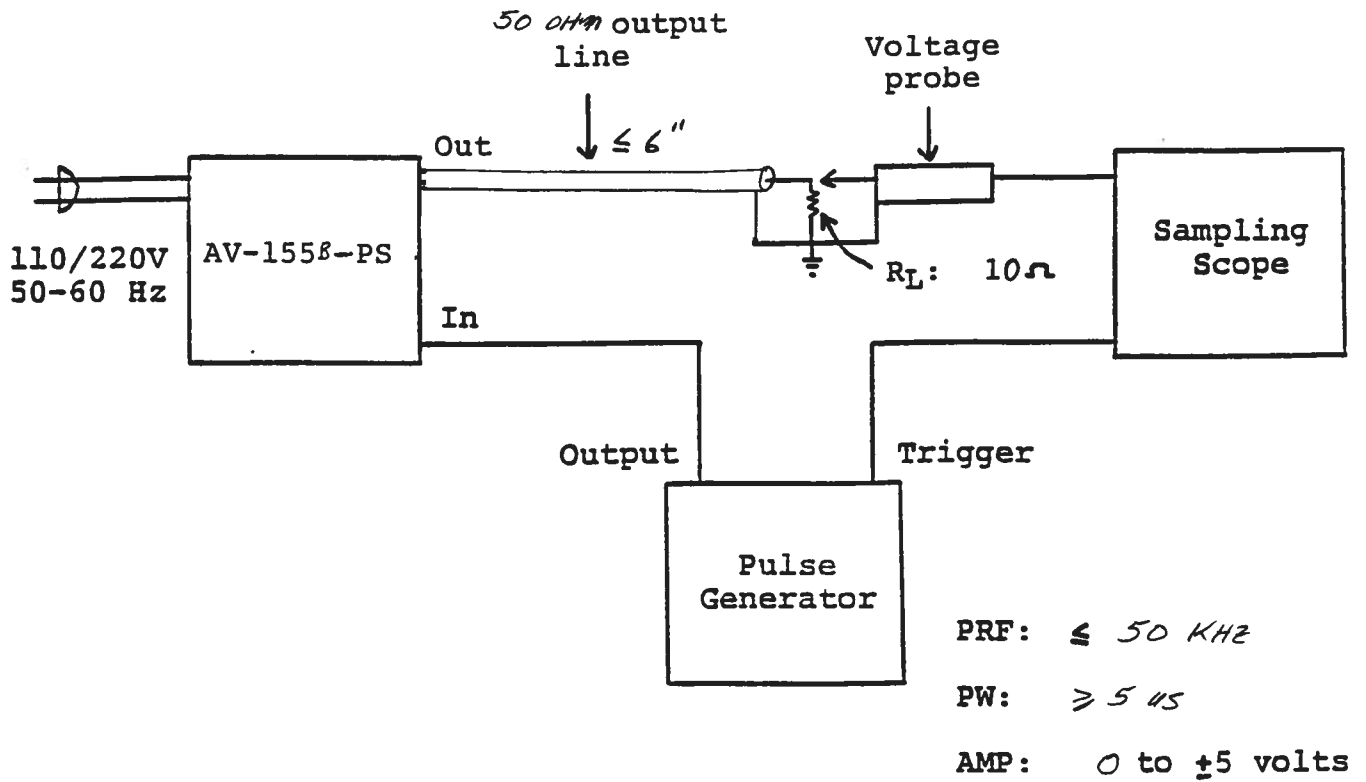 50 OHM output
line
Voltage
probe
Out
≤ 6"
110/220V
50-60 Hz
AV-155B-PS
Sampling
Scope
RL: 10Ω
In
Output
Trigger
Pulse
Generator
PRF: ≤ 50 KHz
PW: ≥ 5 us
AMP: 0 to ±5 volts